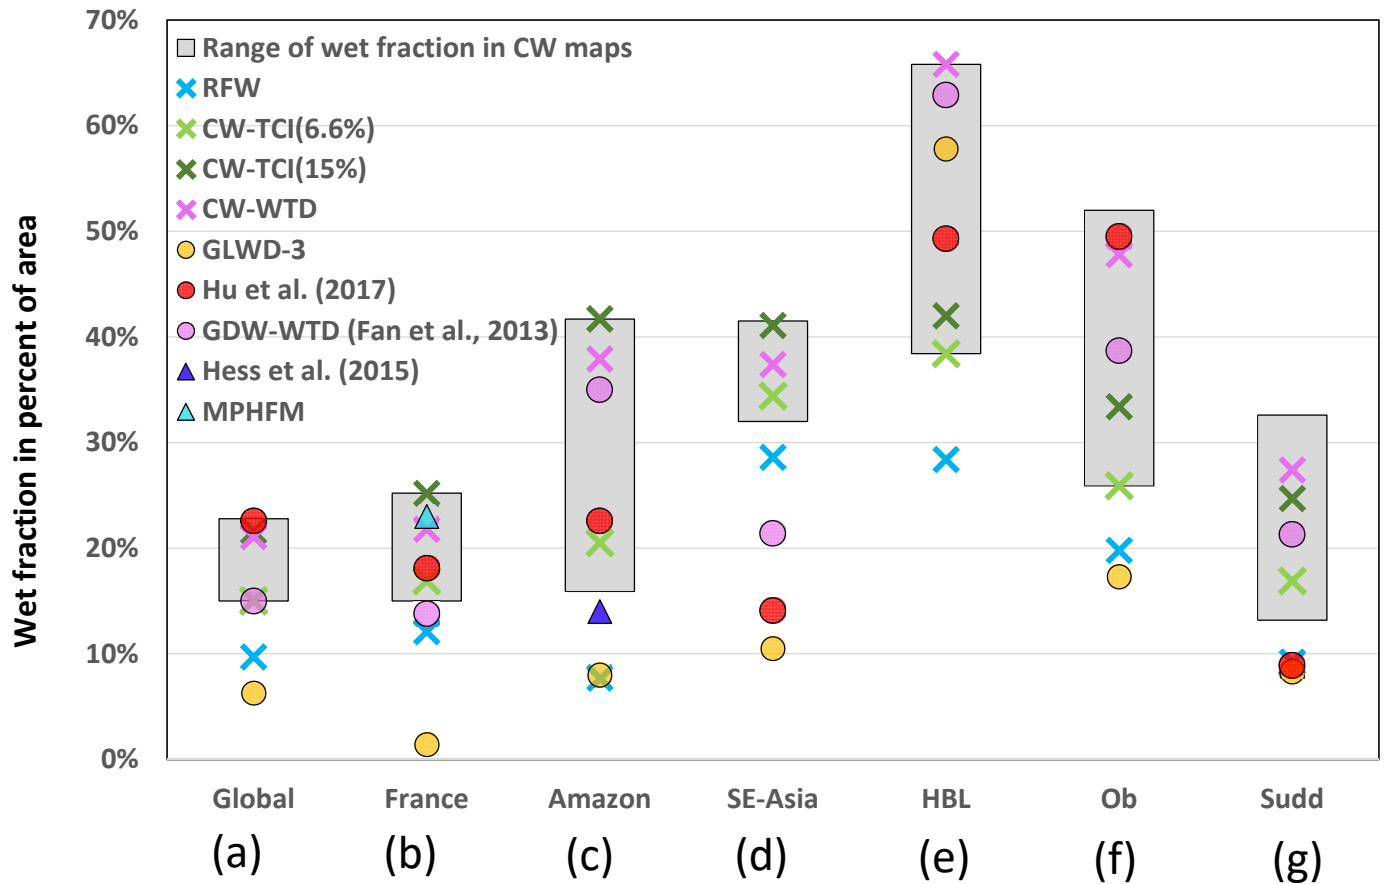 70%
60%
50%
40%
30%
20%
10%
0%
Wet fraction in percent of area
Range of wet fraction in CW maps
RFW
CW-TCI(6.6%)
CW-TCI(15%)
CW-WTD
GLWD-3
Hu et al. (2017)
GDW-WTD (Fan et al., 2013)
Hess et al. (2015)
MPHFM
Global France Amazon SE-Asia HBL Ob Sudd
(a) (b) (c) (d) (e) (f) (g)